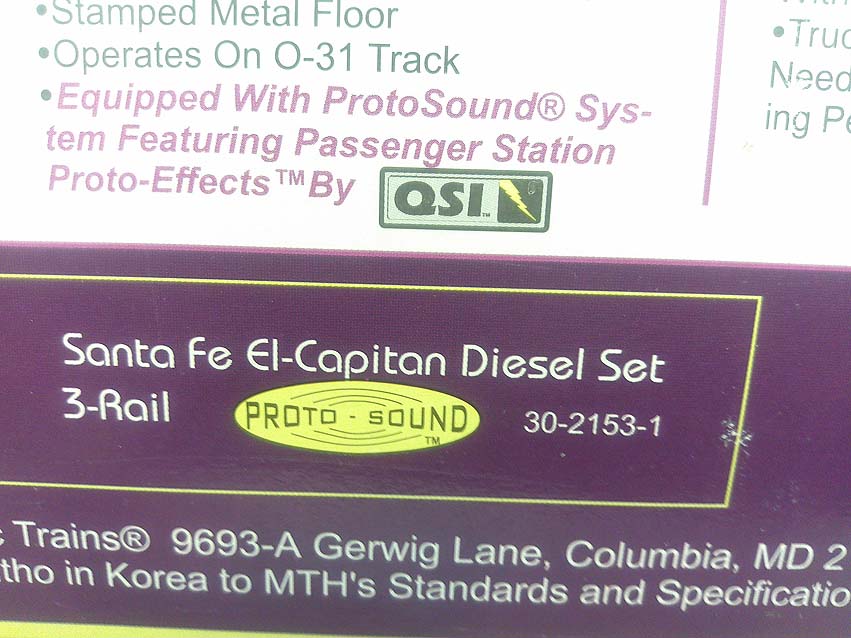 •Stamped Metal Floor
•Operates On O-31 Track
•Equipped With ProtoSound® Sys-
tem Featuring Passenger Station
Proto-Effects™By QSI™
•Truc
Need
ing Pe
Santa Fe El-Capitan Diesel Set
3-Rail PROTO - SOUND™ 30-2153-1
Trains® 9693-A Gerwig Lane, Columbia, MD 2
tho in Korea to MTH's Standards and Specificatio